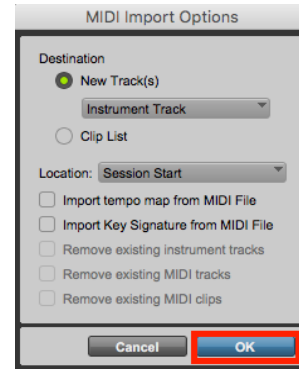 MIDI Import Options
Destination
New Track(s)
Instrument Track
Clip List
Location: Session Start
Import tempo map from MIDI File
Import Key Signature from MIDI File
Remove existing instrument tracks
Remove existing MIDI tracks
Remove existing MIDI clips
Cancel OK